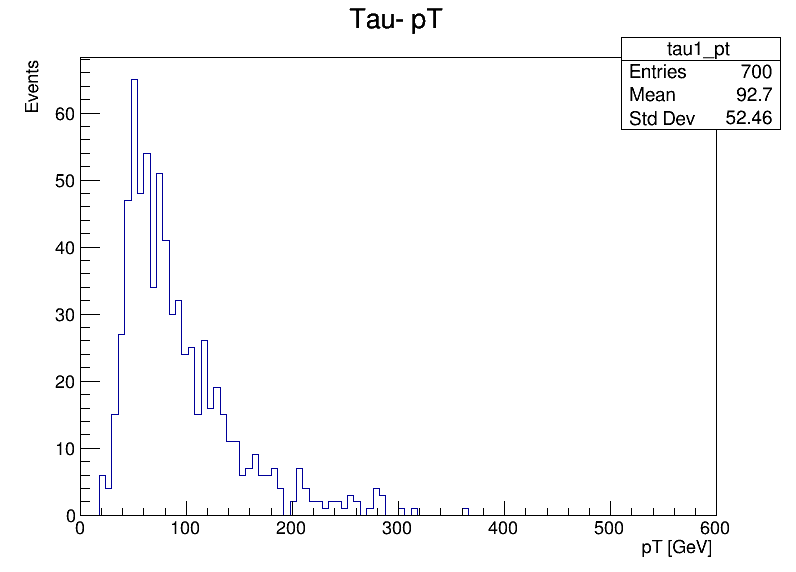 Tau- pT
tau1_pt
Entries 700
Mean 92.7
Std Dev 52.46
Events
60
50
40
30
20
10
0
0 100 200 300 400 500 600
pT [GeV]